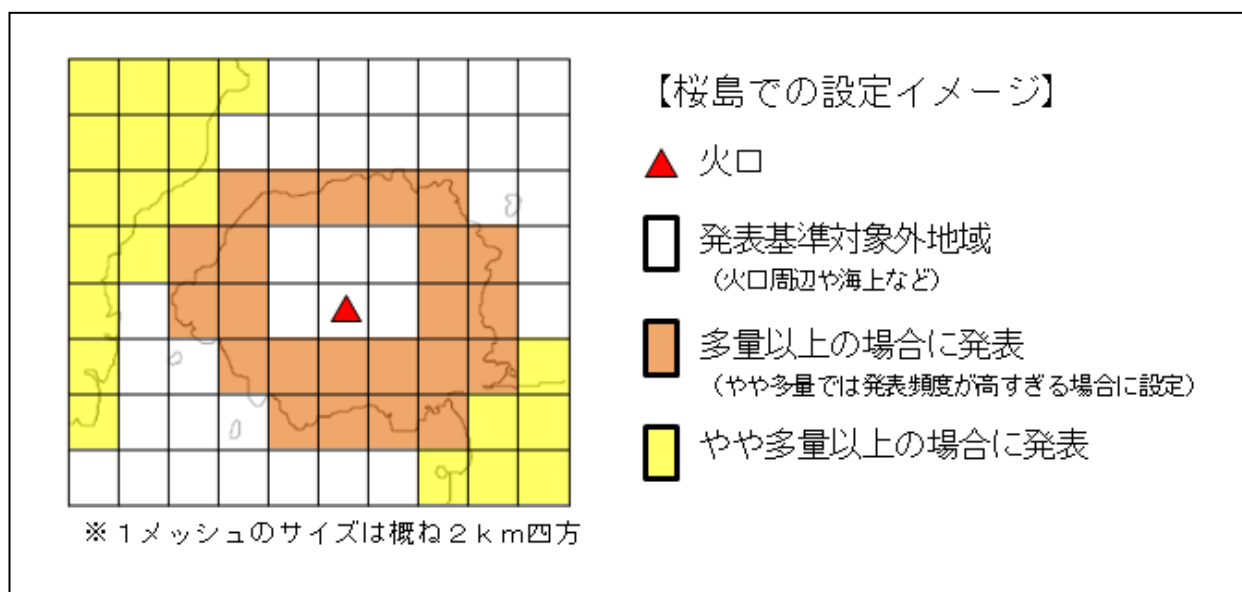 【桜島での設定イメージ】
火口
発表基準対象外地域
（火口周辺や海上など）
多量以上の場合に発表
（やや多量では発表頻度が高すぎる場合に設定）
やや多量以上の場合に発表
※１メッシュのサイズは概ね２ｋｍ四方